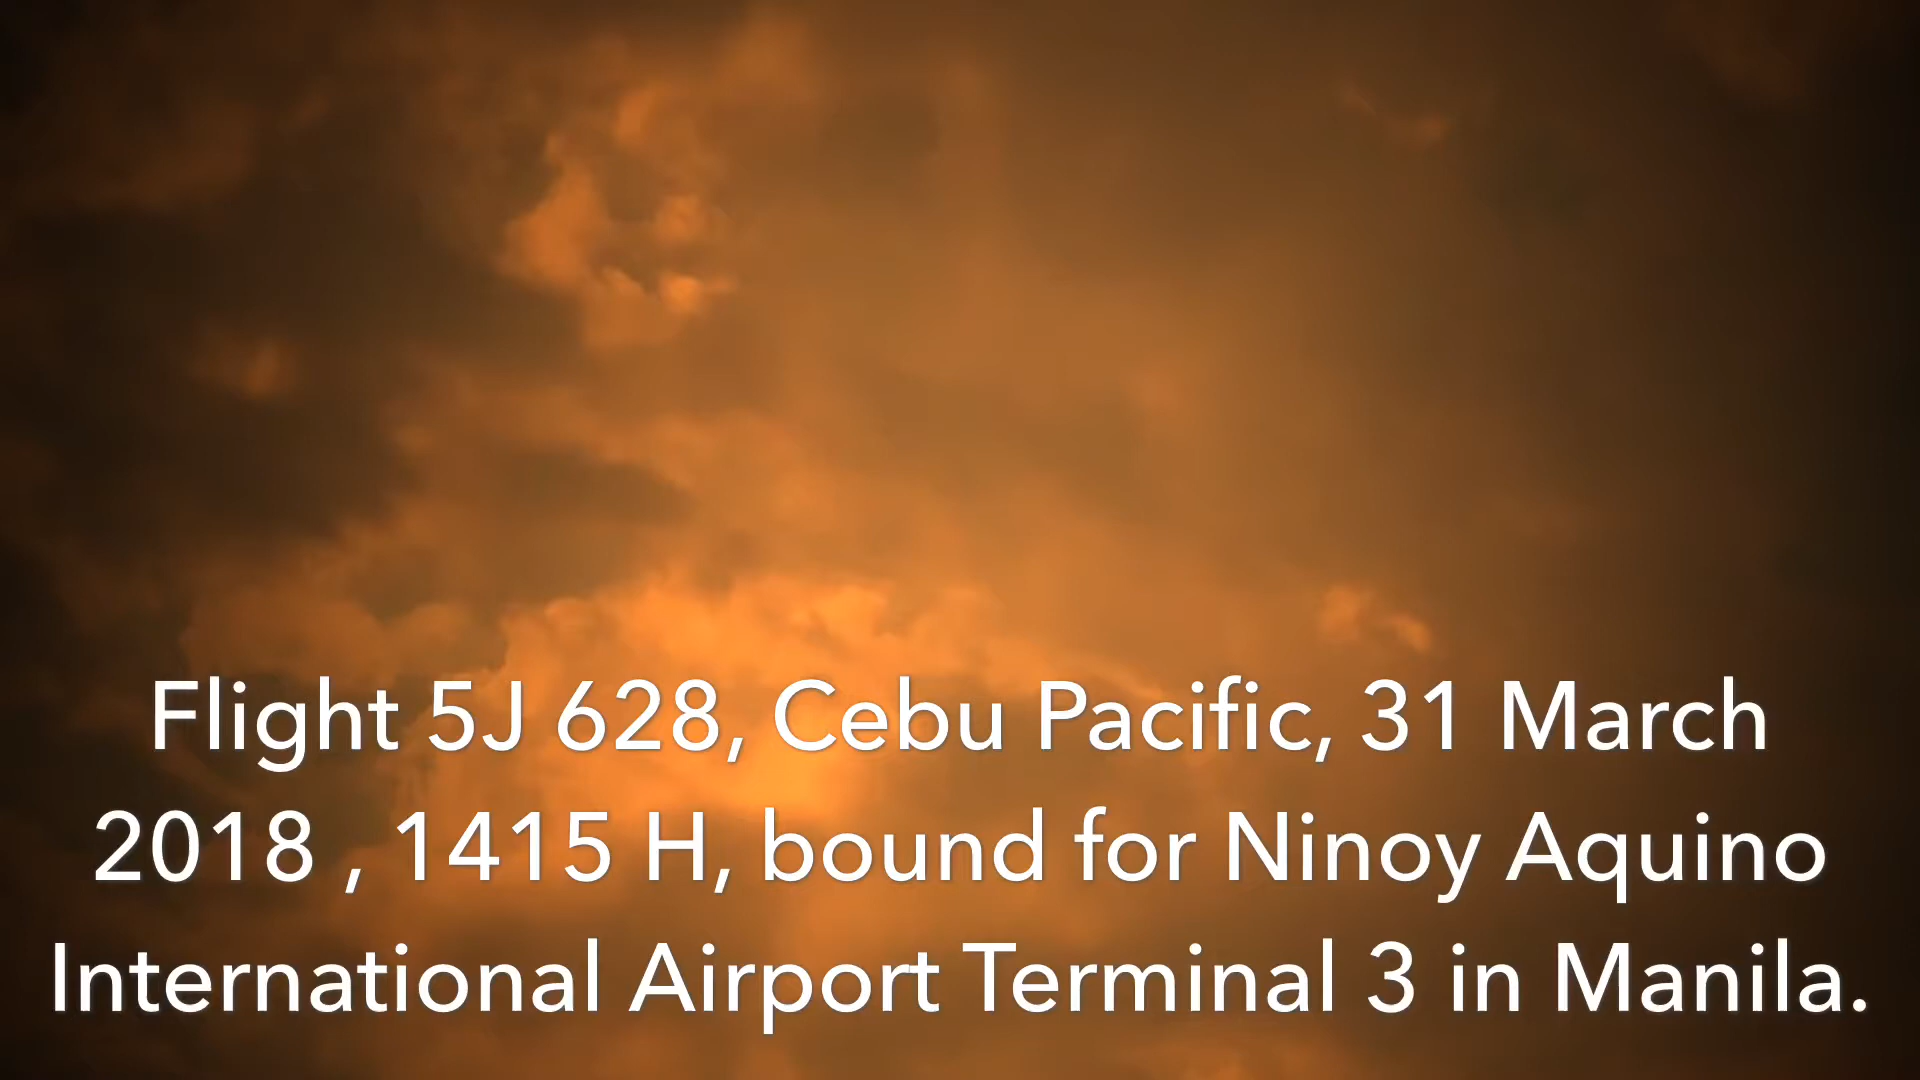 Flight 5J 628, Cebu Pacific, 31 March
2018 , 1415 H, bound for Ninoy Aquino
International Airport Terminal 3 in Manila.